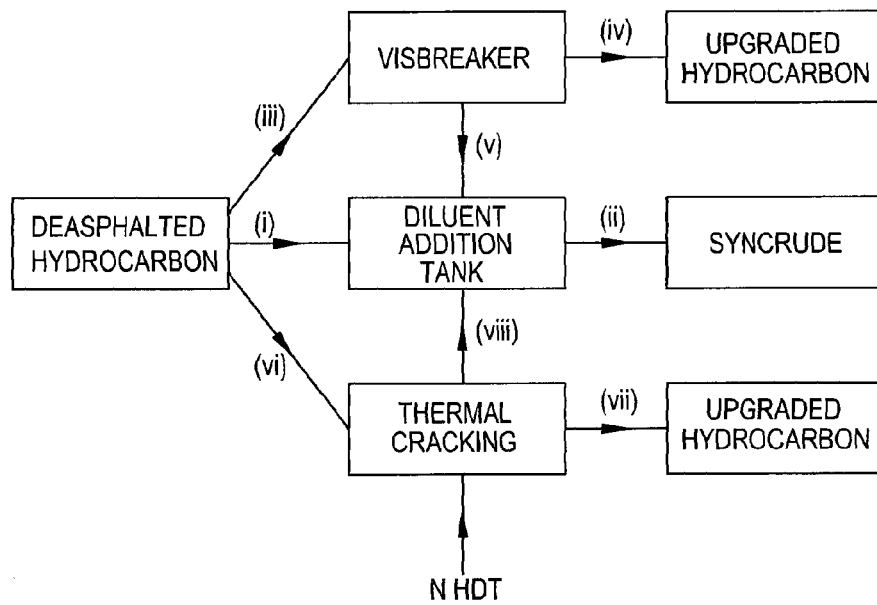 VISBREAKER
(iv)
UPGRADED
HYDROCARBON
(iii)
(v)
DEASPHALTED
HYDROCARBON
(i)
DILUENT
ADDITION
TANK
(ii)
SYNCRUDE
(viii)
(vi)
THERMAL
CRACKING
(vii)
UPGRADED
HYDROCARBON
N HDT